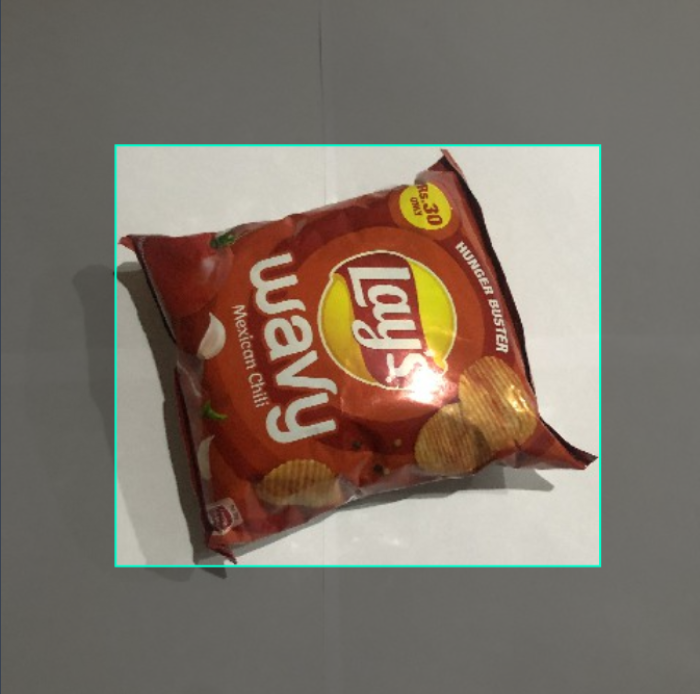 Rs.30
ONLY
HUNGER BUSTER
Lay's
wavy
Mexican Chili